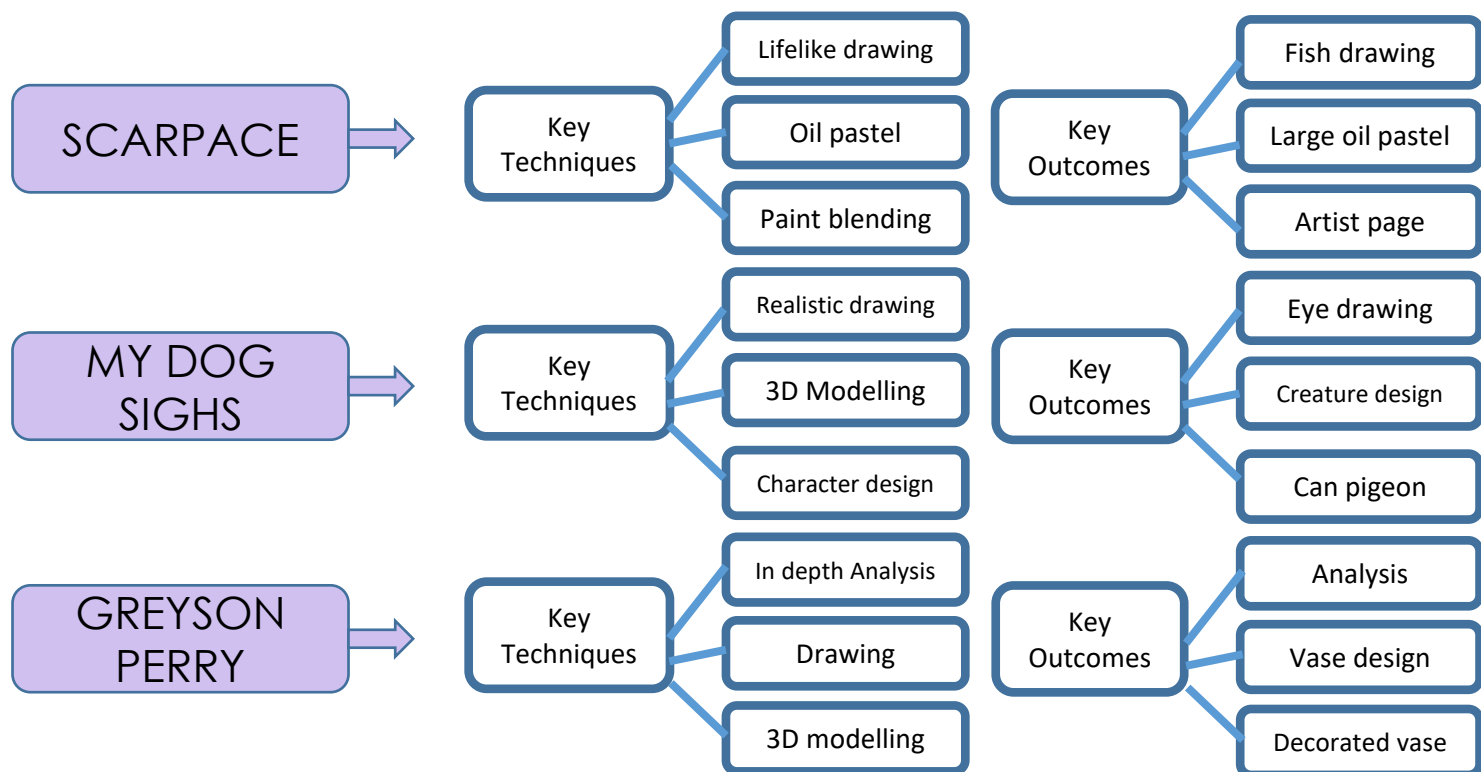 SCARPACE
Key
Techniques
Lifelike drawing
Oil pastel
Paint blending
Key
Outcomes
Fish drawing
Large oil pastel
Artist page
MY DOG
SIGHS
Key
Techniques
Realistic drawing
3D Modelling
Character design
Key
Outcomes
Eye drawing
Creature design
Can pigeon
GREYSON
PERRY
Key
Techniques
In depth Analysis
Drawing
3D modelling
Key
Outcomes
Analysis
Vase design
Decorated vase